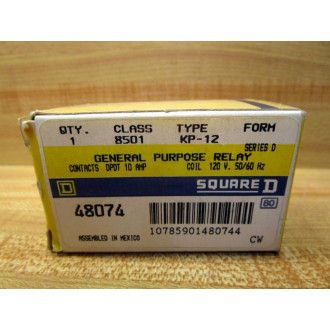 QTY. CLASS TYPE FORM
1 8501 KP-12
SERIES D
GENERAL PURPOSE RELAY
CONTACTS DPDT 10 AMP COIL 120 V. 50/60 Hz
D SQUARE D
48074 80
ASSEMBLED IN MEXICO
10785901480744
CW